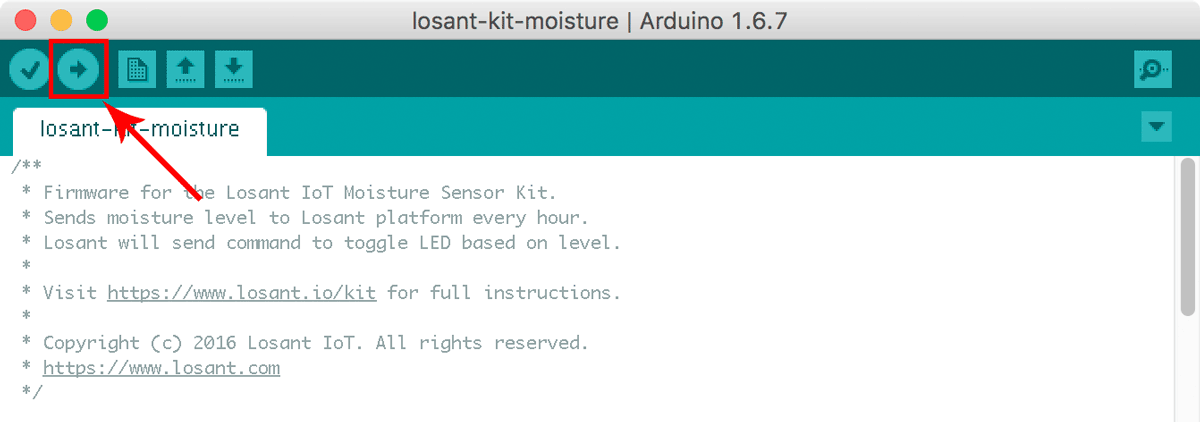 losant-kit-moisture | Arduino 1.6.7
losant-kit-moisture
/**
* Firmware for the Losant IoT Moisture Sensor Kit.
* Sends moisture level to Losant platform every hour.
* Losant will send command to toggle LED based on level.
*
* Visit https://www.losant.io/kit for full instructions.
*
* Copyright (c) 2016 Losant IoT. All rights reserved.
* https://www.losant.com
*/